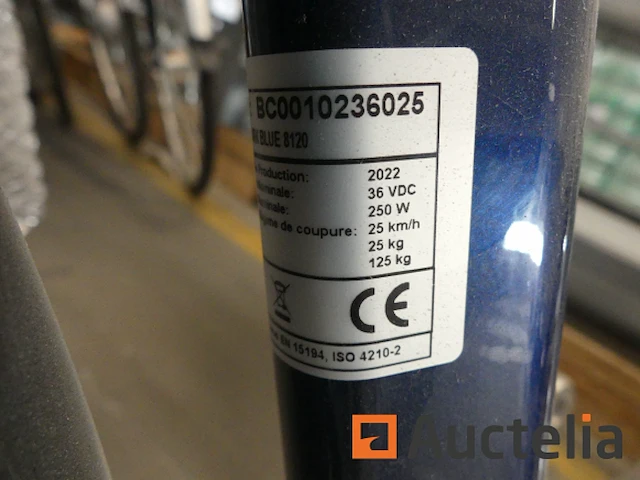 BC0010236025
BLUE 8120
Production: 2022
36 VDC
250 W
de coupure: 25 km/h
25 kg
125 kg
CE
EN 15194, ISO 4210-2
Auctelia